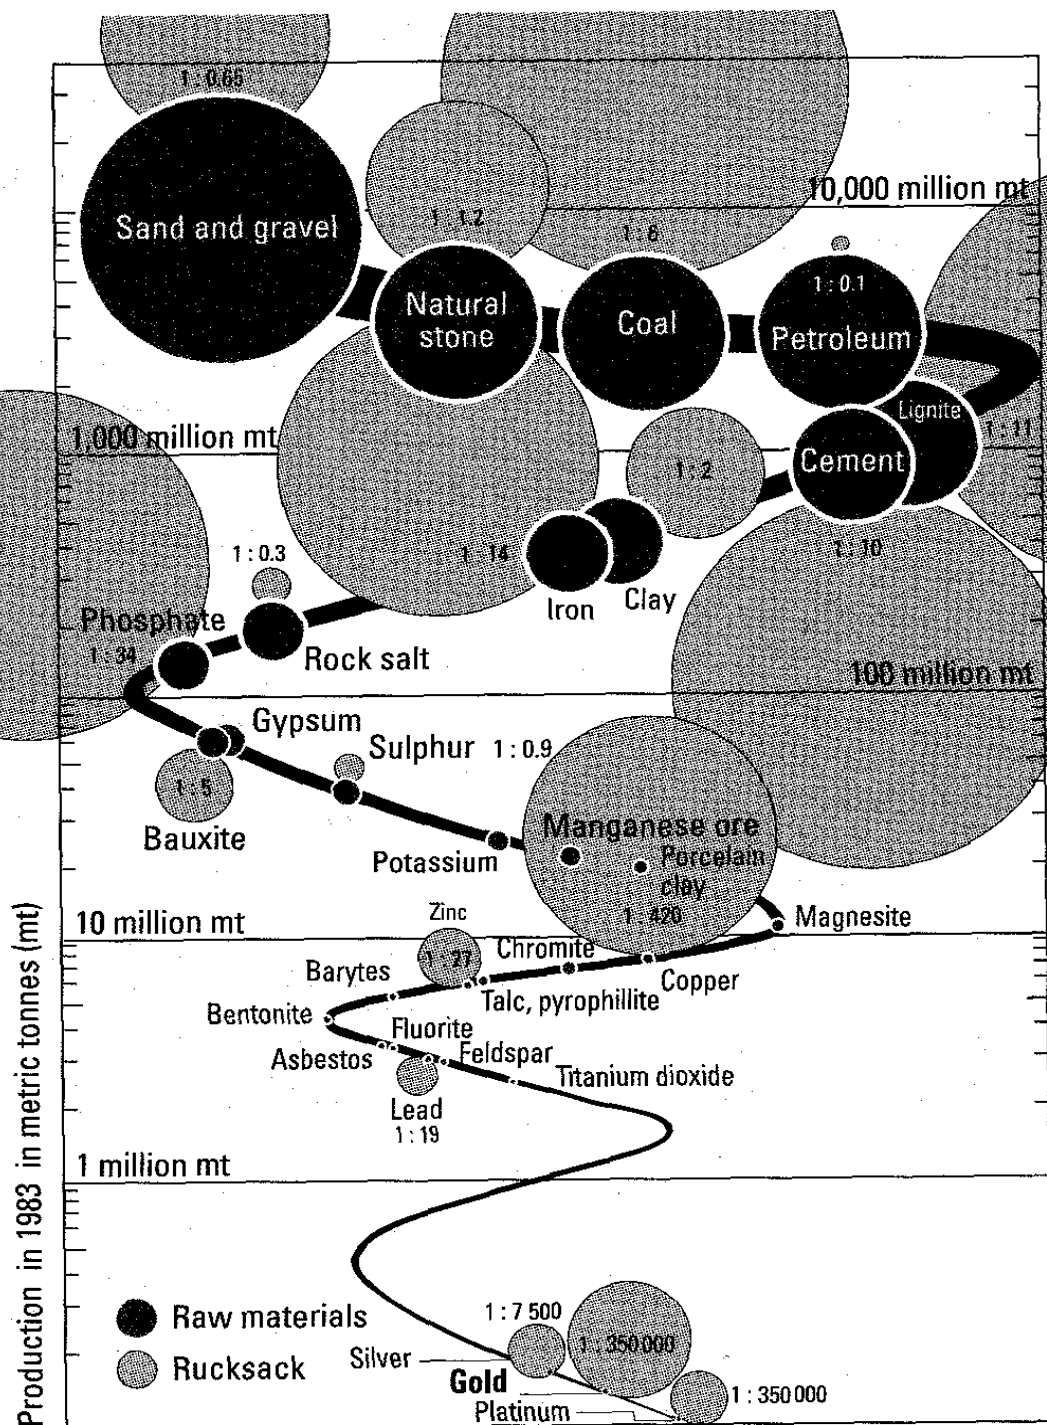 1 : 0.65
10,000 million mt
Sand and gravel
1 : 1.2
1 : 6
1 : 0.1
Natural
stone
Coal
Petroleum
Lignite
1 : 11
1,000 million mt
Cement
1 : 2
1 : 14
1 : 10
1 : 0.3
Iron
Clay
Phosphate
1 : 34
Rock salt
100 million mt
Gypsum
Sulphur 1 : 0.9
1 : 5
Bauxite
Manganese ore
Potassium
Porcelain
clay
1 : 420
10 million mt
Zinc
Magnesite
1 : 27
Chromite
Barytes
Copper
Talc, pyrophillite
Bentonite
Fluorite
Asbestos
Feldspar
Titanium dioxide
Lead
1 : 19
1 million mt
Production in 1983 in metric tonnes (mt)
Raw materials
Rucksack
1 : 7 500
1 : 350 000
Silver
Gold
1 : 350 000
Platinum